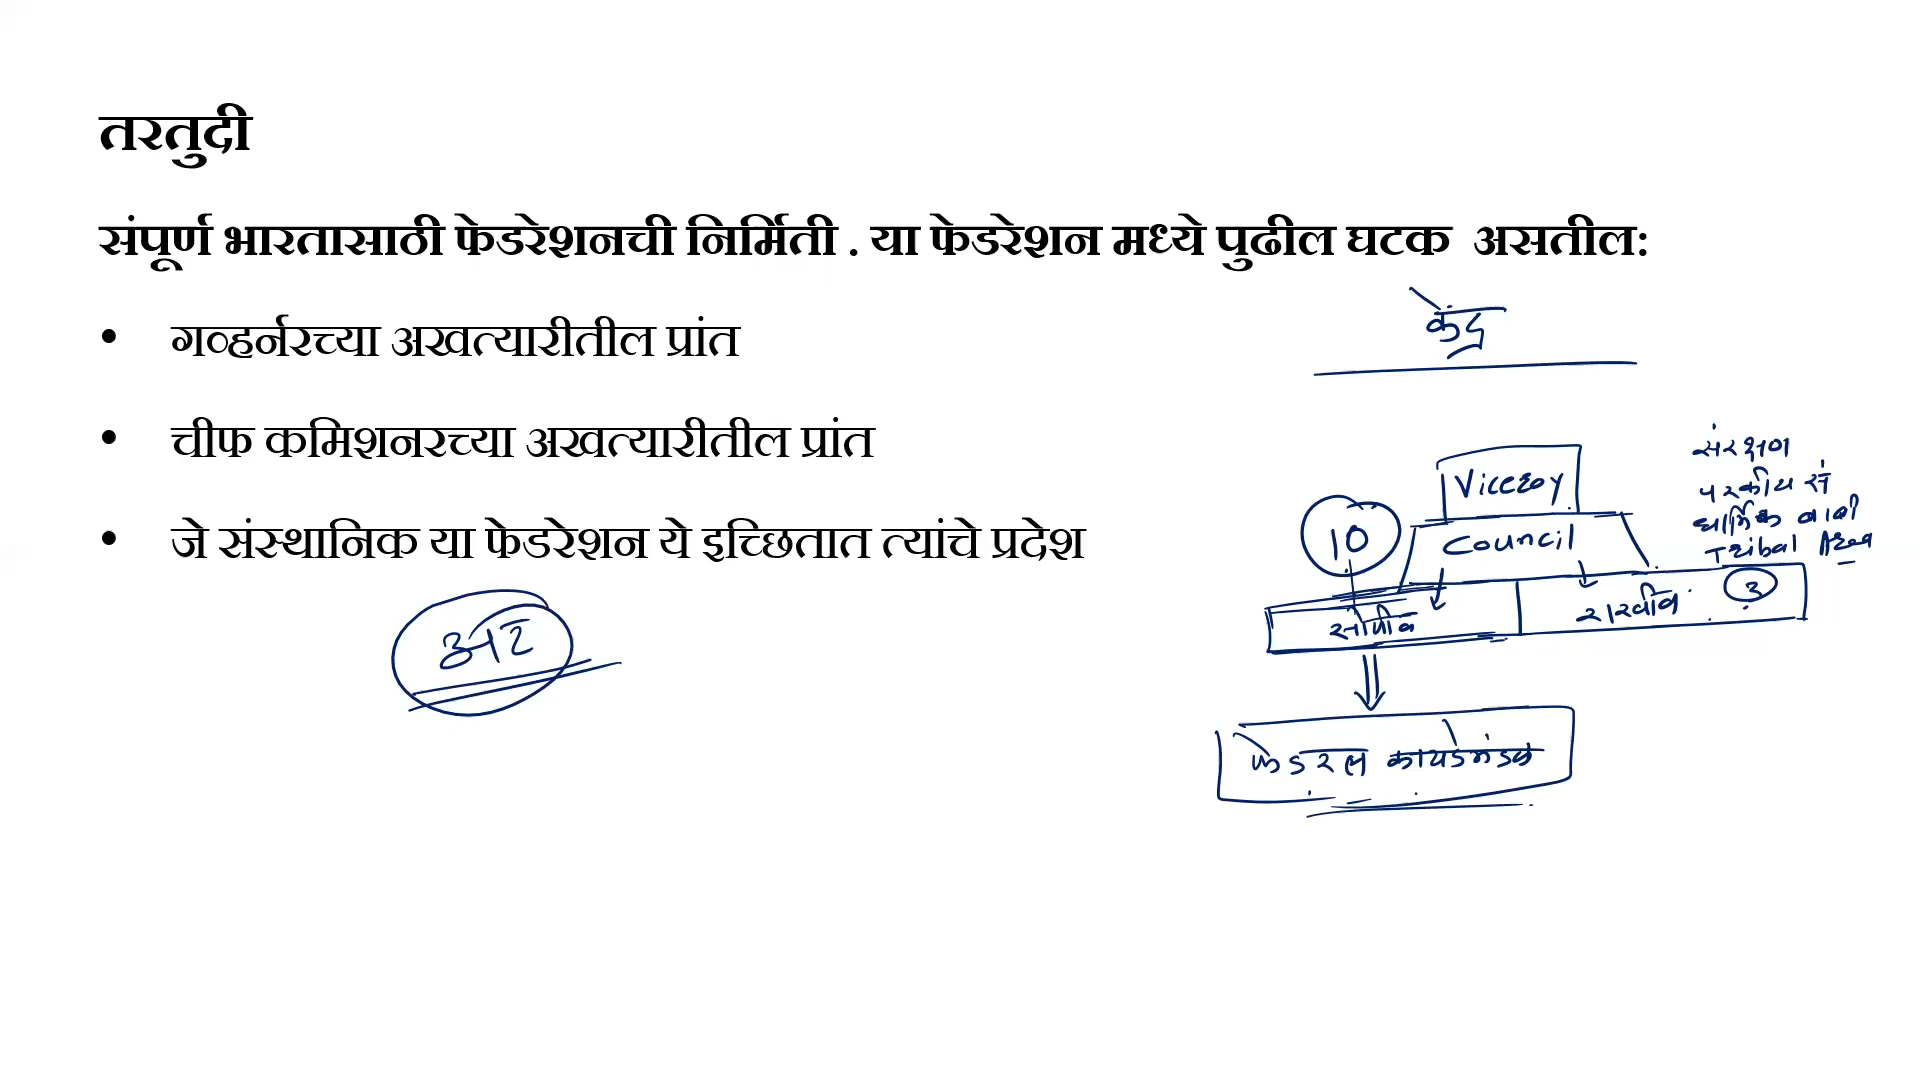 तरतुदी
संपूर्ण भारतासाठी फेडरेशनची निर्मिती . या फेडरेशन मध्ये पुढील घटक असतील:
• गव्हर्नरच्या अखत्यारीतील प्रांत
• चीफ कमिशनरच्या अखत्यारीतील प्रांत
• जे संस्थानिक या फेडरेशन ये इच्छितात त्यांचे प्रदेश
केंद्र
संरक्षण
परकीय सं
धार्मिक बाबी
Tribal Area
Viceroy
10
Council
सोपीव
राखीव
3
फेडरल कायदेमंडळ